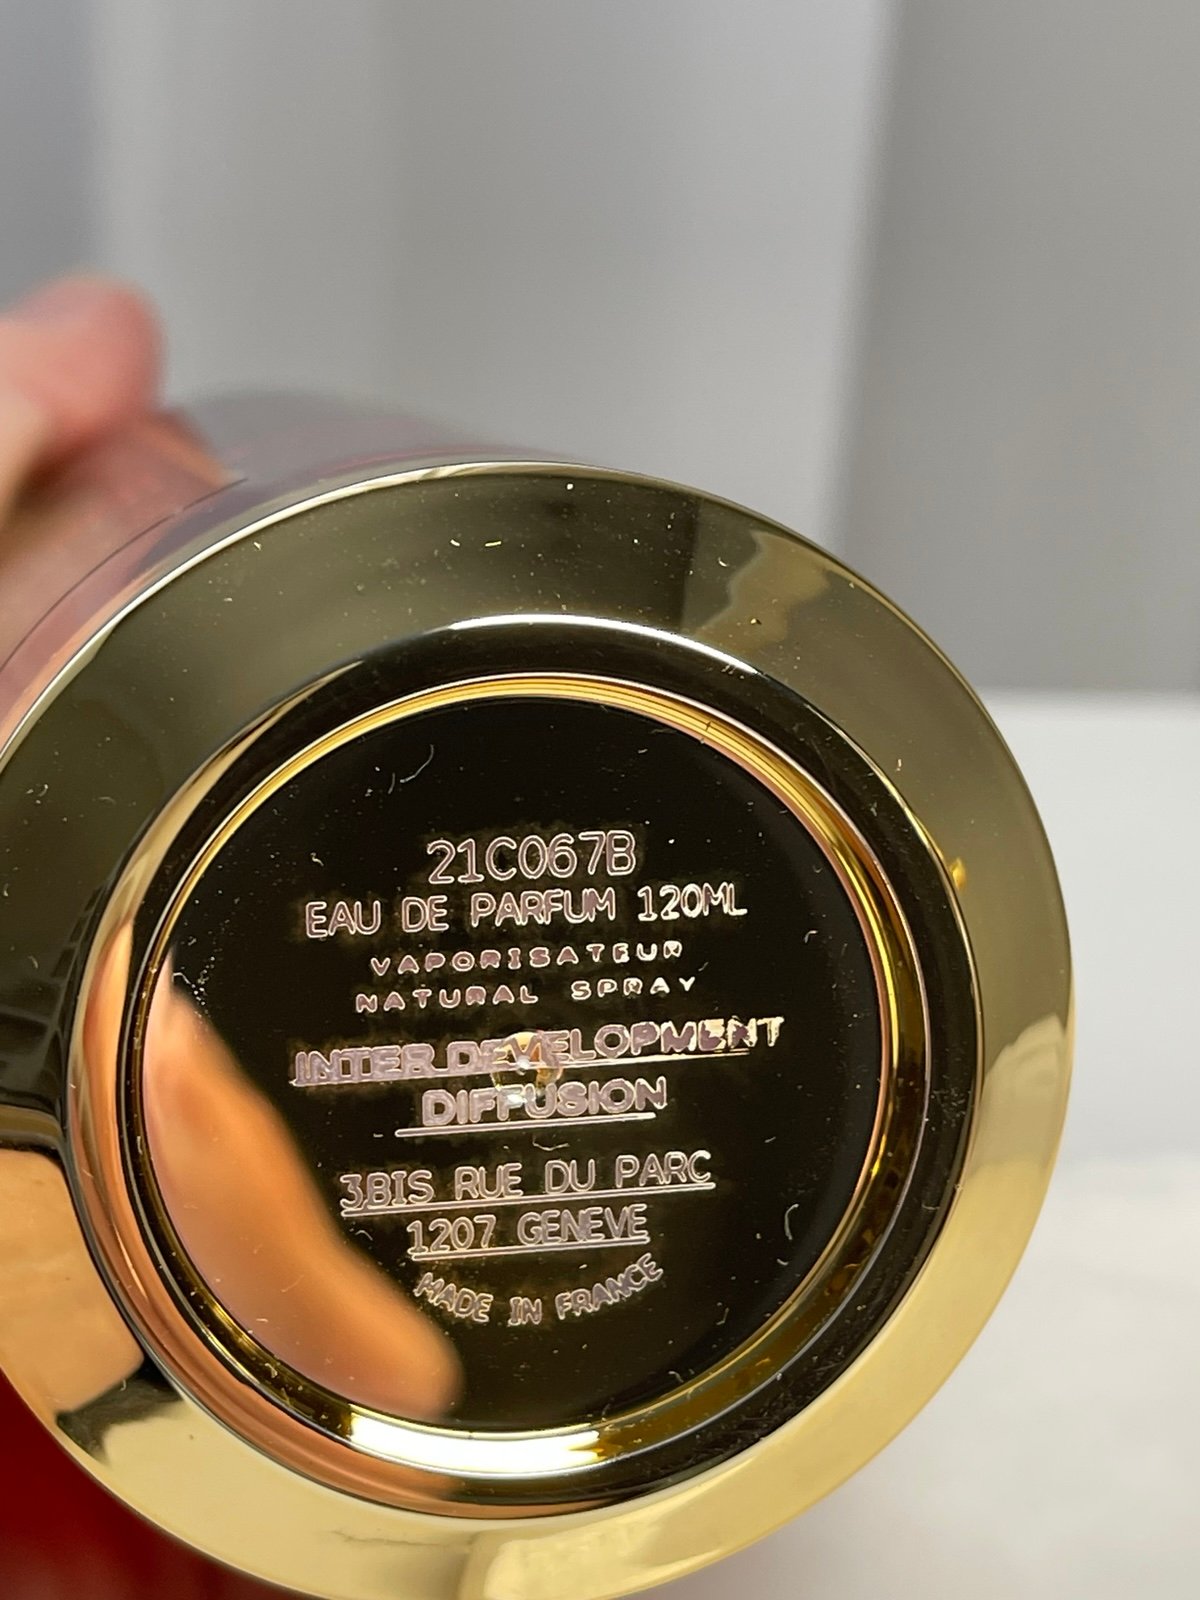 21C067B
EAU DE PARFUM 120ML
VAPORISATEUR
NATURAL SPRAY
INTER DEVELOPMENT
DIFFUSION
3BIS RUE DU PARC
1207 GENEVE
MADE IN FRANCE